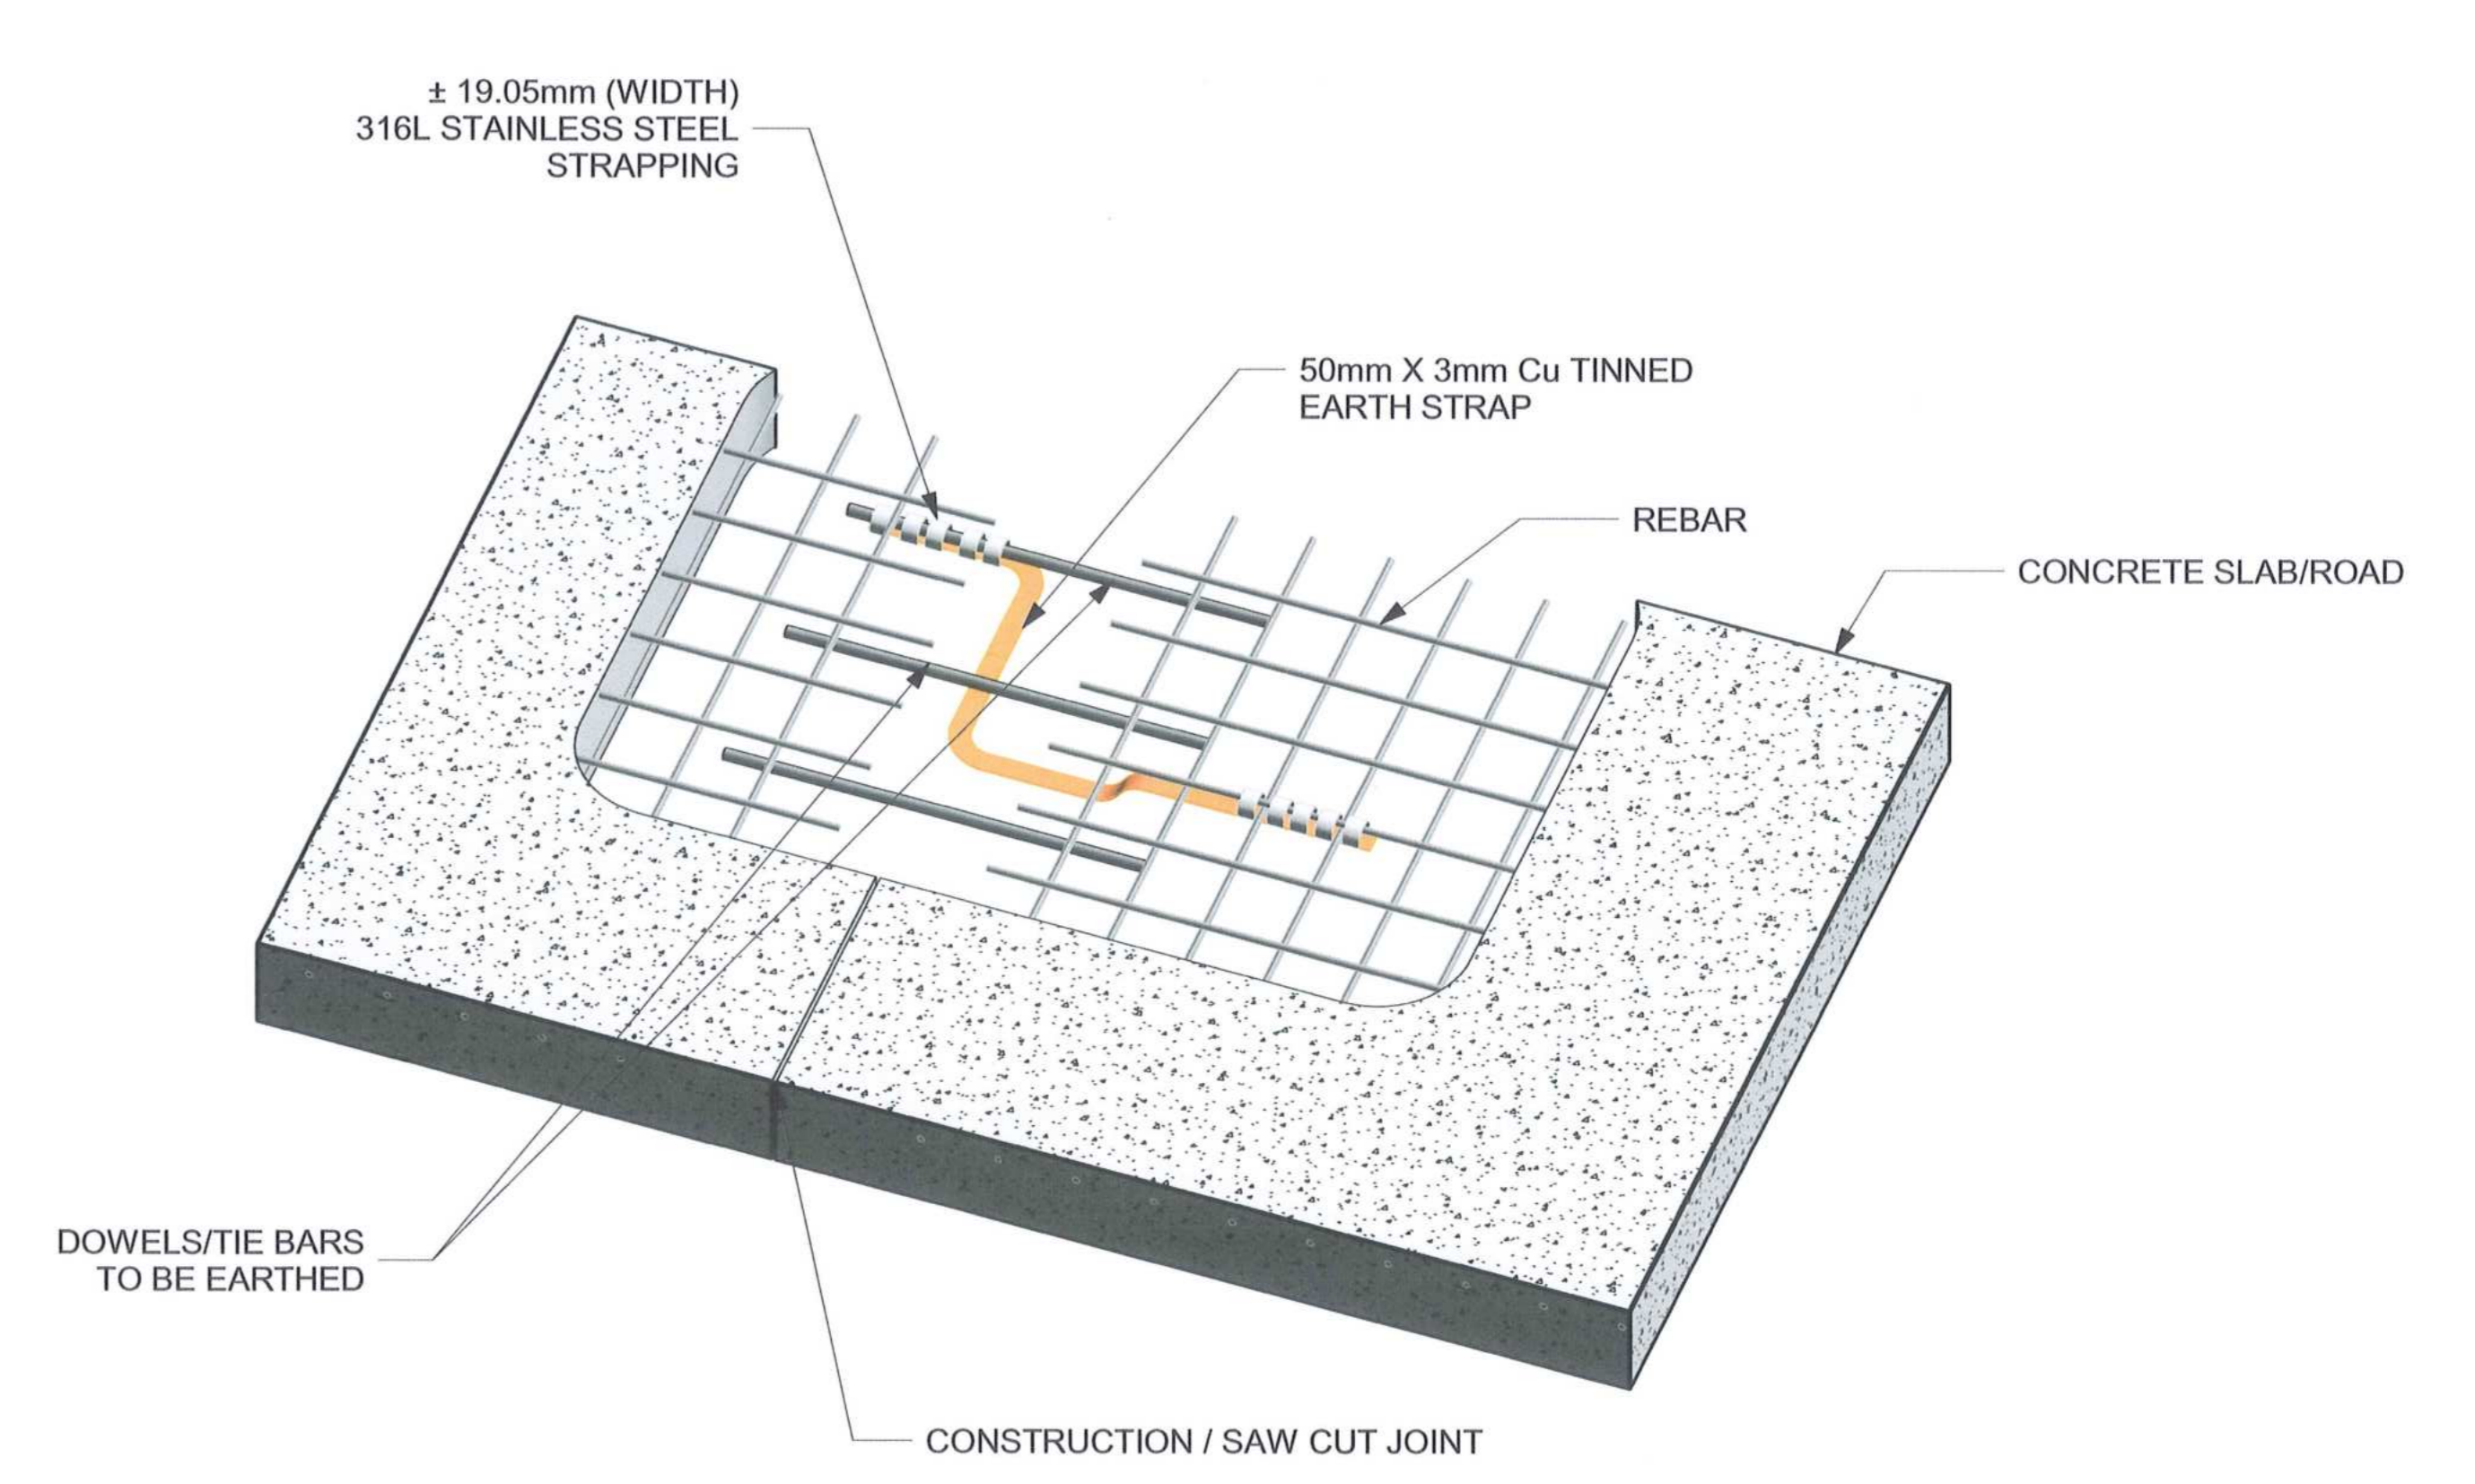 ± 19.05mm (WIDTH)
316L STAINLESS STEEL
STRAPPING
50mm X 3mm Cu TINNED
EARTH STRAP
REBAR
CONCRETE SLAB/ROAD
DOWELS/TIE BARS
TO BE EARTHED
CONSTRUCTION / SAW CUT JOINT